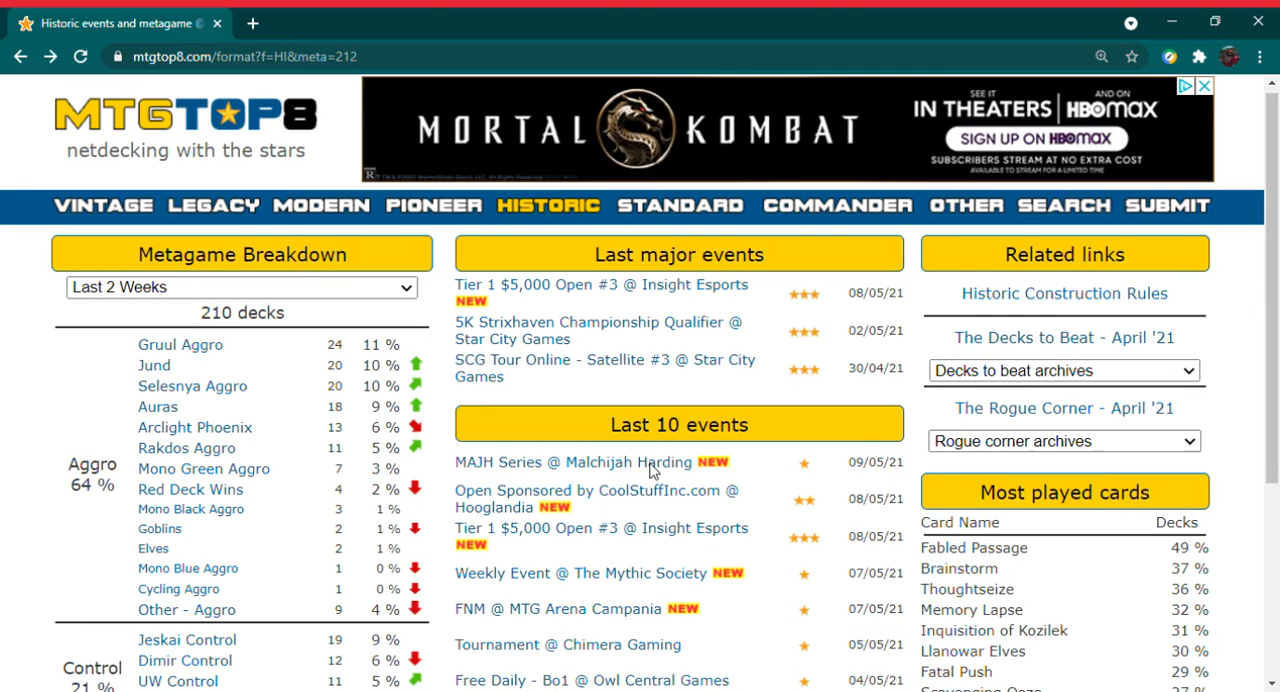 Historic events and metagame @
mtgtop8.com/format?f=HI&meta=212
MTGTOP8
netdecking with the stars
MORTAL KOMBAT
SEE IT AND ON
IN THEATERS HBOMAX
SIGN UP ON HBOMAX
SUBSCRIBERS STREAM AT NO EXTRA COST
AVAILABLE TO STREAM FOR A LIMITED TIME
R
VINTAGE LEGACY MODERN PIONEER HISTORIC STANDARD COMMANDER OTHER SEARCH SUBMIT
Metagame Breakdown
Last 2 Weeks
210 decks
Aggro
64 %
Gruul Aggro 24 11 %
Jund 20 10 %
Selesnya Aggro 20 10 %
Auras 18 9 %
Arclight Phoenix 13 6 %
Rakdos Aggro 11 5 %
Mono Green Aggro 7 3 %
Red Deck Wins 4 2 %
Mono Black Aggro 3 1 %
Goblins 2 1 %
Elves 2 1 %
Mono Blue Aggro 1 0 %
Cycling Aggro 1 0 %
Other - Aggro 9 4 %
Control
21 %
Jeskai Control 19 9 %
Dimir Control 12 6 %
UW Control 11 5 %
Last major events
Tier 1 $5,000 Open #3 @ Insight Esports
NEW 08/05/21
5K Strixhaven Championship Qualifier @
Star City Games 02/05/21
SCG Tour Online - Satellite #3 @ Star City
Games 30/04/21
Last 10 events
MAJH Series @ Malchijah Harding NEW 09/05/21
Open Sponsored by CoolStuffInc.com @
Hooglandia NEW 08/05/21
Tier 1 $5,000 Open #3 @ Insight Esports
NEW 08/05/21
Weekly Event @ The Mythic Society NEW 07/05/21
FNM @ MTG Arena Campania NEW 07/05/21
Tournament @ Chimera Gaming 05/05/21
Free Daily - Bo1 @ Owl Central Games 04/05/21
Related links
Historic Construction Rules
The Decks to Beat - April '21
Decks to beat archives
The Rogue Corner - April '21
Rogue corner archives
Most played cards
Card Name Decks
Fabled Passage 49 %
Brainstorm 37 %
Thoughtseize 36 %
Memory Lapse 32 %
Inquisition of Kozilek 31 %
Llanowar Elves 30 %
Fatal Push 29 %
Scavenging Ooze 27 %